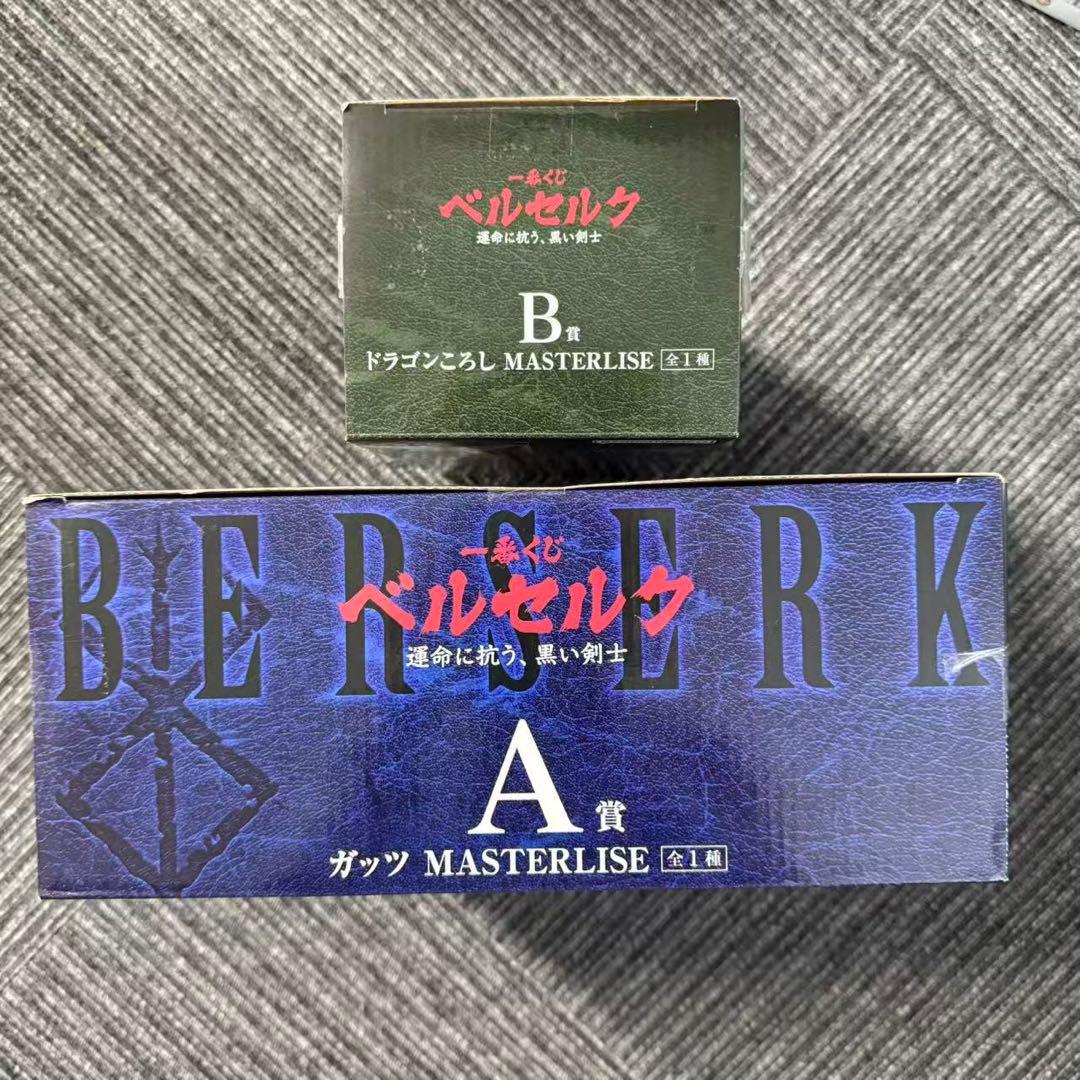 一番くじ
ベルセルク
運命に抗う、黒い剣士
B賞
ドラゴンころし MASTERLISE 全1種
BERSERK
一番くじ
ベルセルク
運命に抗う、黒い剣士
A賞
ガッツ MASTERLISE 全1種